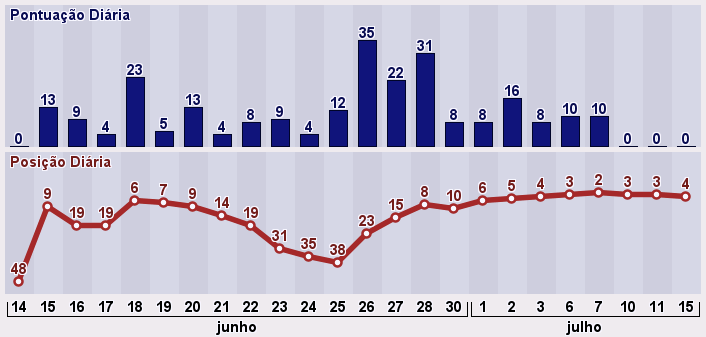 Pontuação Diária
0 13 9 4 23 5 13 4 8 9 4 12 35 22 31 8 8 16 8 10 10 0 0 0
Posição Diária
48 9 19 19 6 7 9 14 19 31 35 38 23 15 8 10 6 5 4 3 2 3 3 4
14 15 16 17 18 19 20 21 22 23 24 25 26 27 28 30 1 2 3 6 7 10 11 15
junho julho